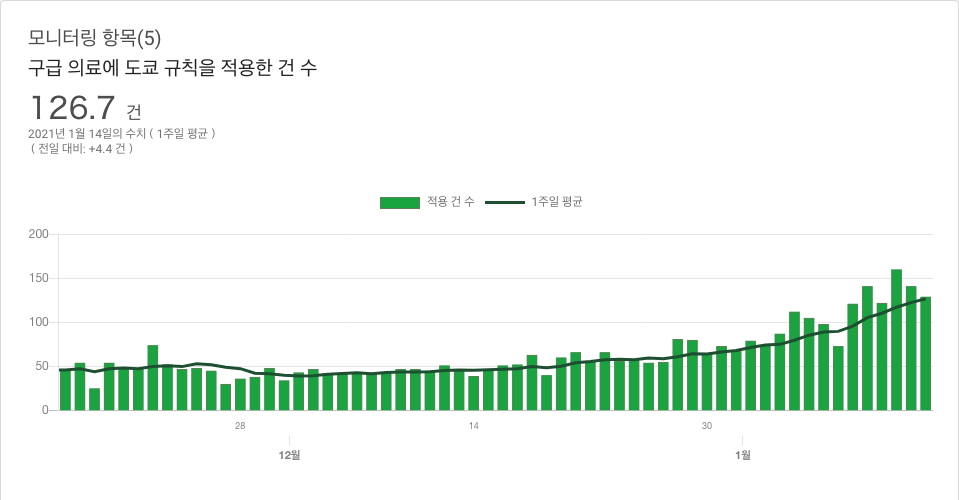 모니터링 항목(5)
구급 의료에 도쿄 규칙을 적용한 건 수
126.7 건
2021년 1월 14일의 수치 ( 1주일 평균 )
( 전일 대비: +4.4 건 )
적용 건 수 1주일 평균
200
150
100
50
0
28 14 30
12월 1월